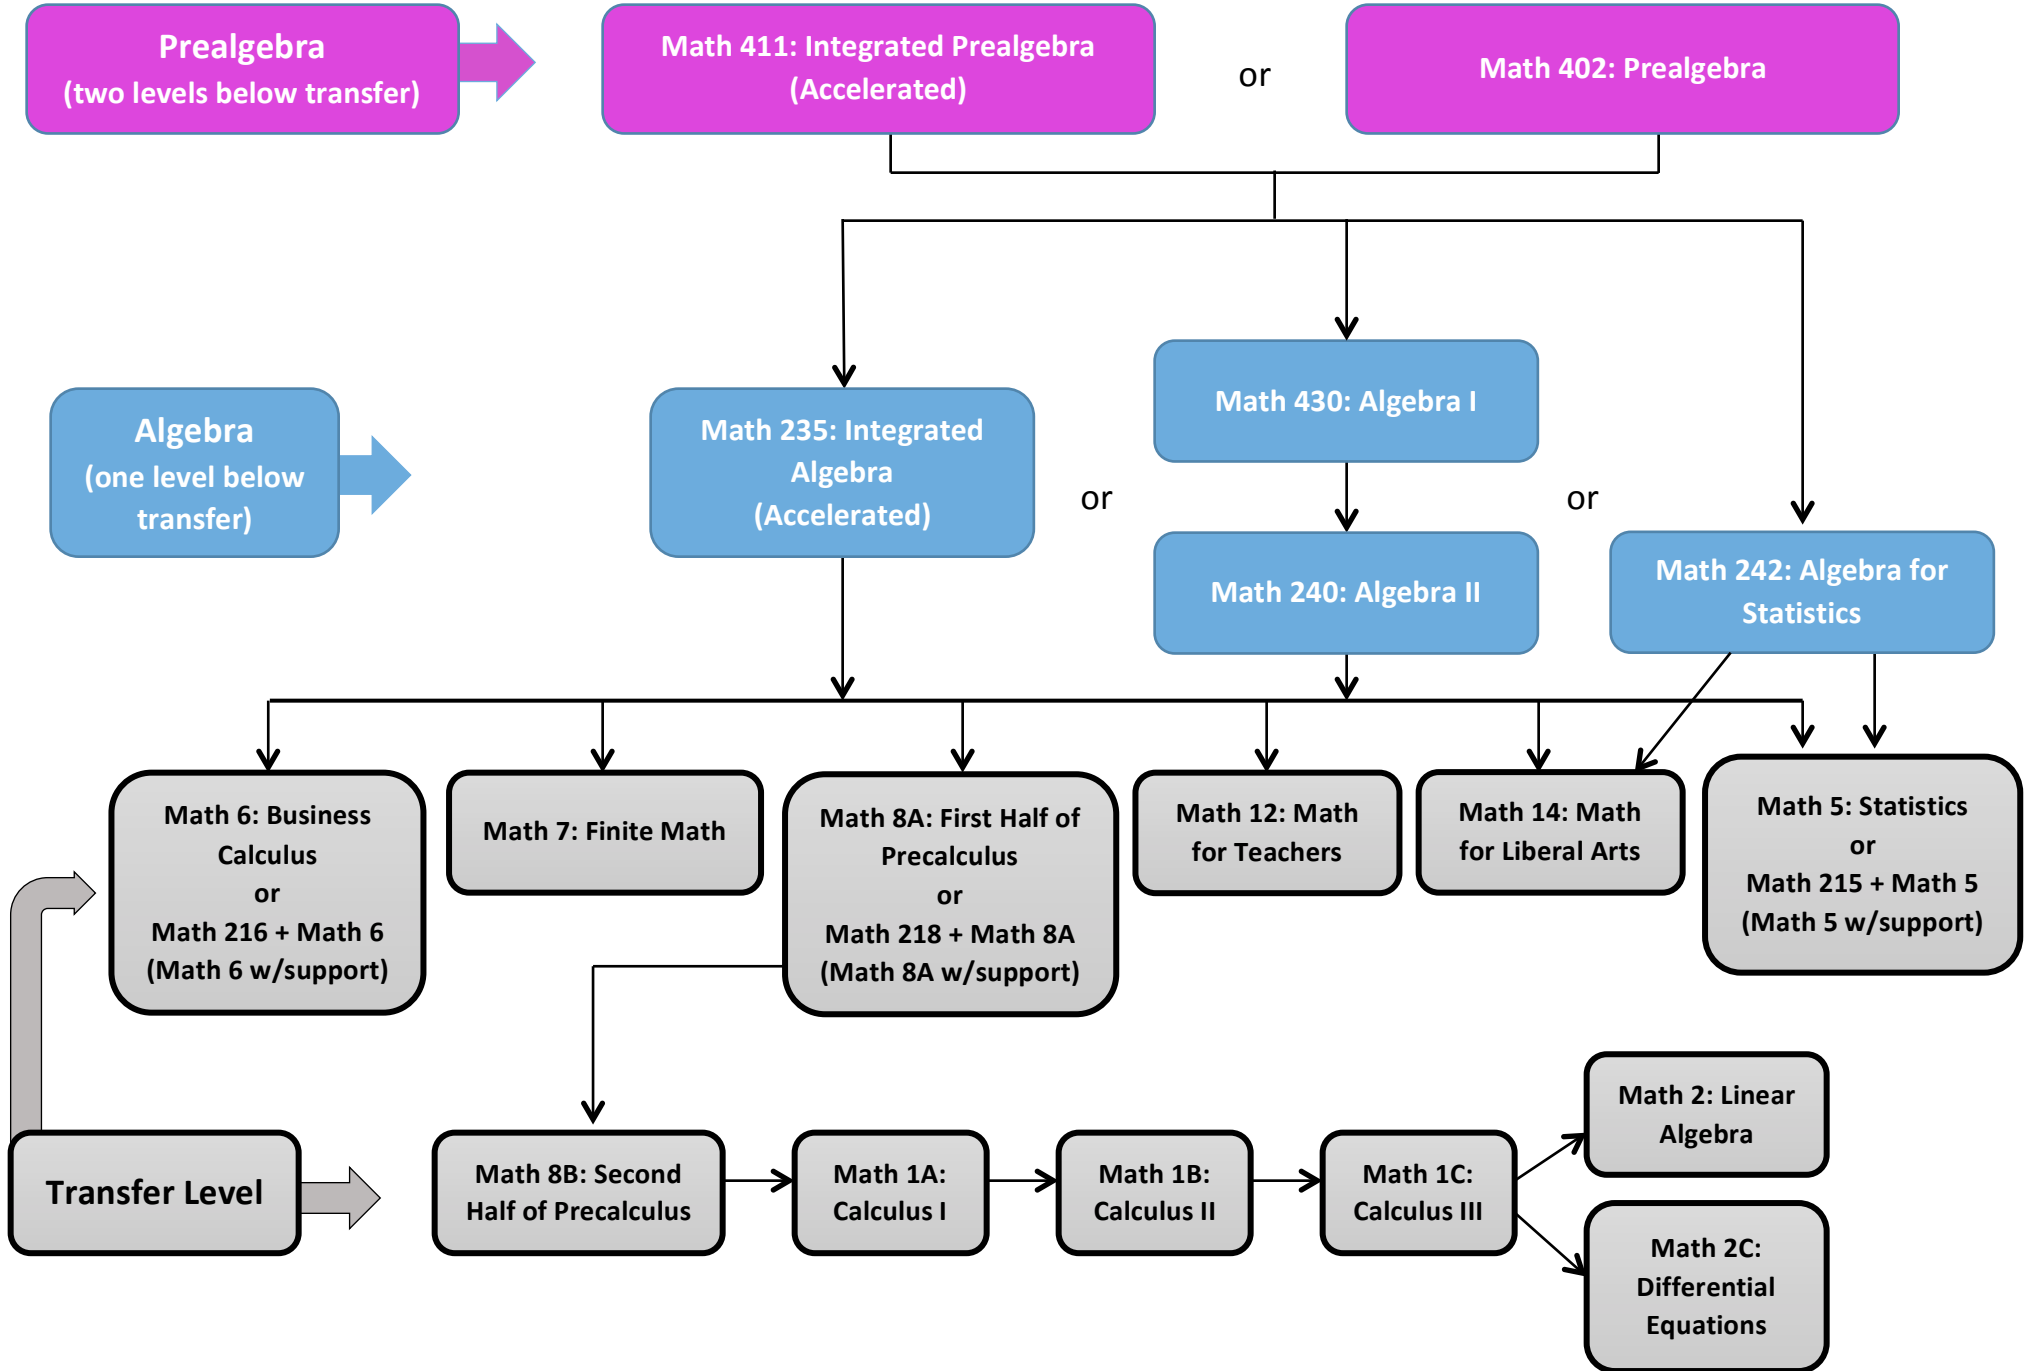 Prealgebra
(two levels below transfer)
Math 411: Integrated Prealgebra
(Accelerated)
or
Math 402: Prealgebra
Algebra
(one level below
transfer)
Math 235: Integrated
Algebra
(Accelerated)
or
Math 430: Algebra I
Math 240: Algebra II
or
Math 242: Algebra for
Statistics
Math 6: Business
Calculus
or
Math 216 + Math 6
(Math 6 w/support)
Math 7: Finite Math
Math 8A: First Half of
Precalculus
or
Math 218 + Math 8A
(Math 8A w/support)
Math 12: Math
for Teachers
Math 14: Math
for Liberal Arts
Math 5: Statistics
or
Math 215 + Math 5
(Math 5 w/support)
Transfer Level
Math 8B: Second
Half of Precalculus
Math 1A:
Calculus I
Math 1B:
Calculus II
Math 1C:
Calculus III
Math 2: Linear
Algebra
Math 2C:
Differential
Equations